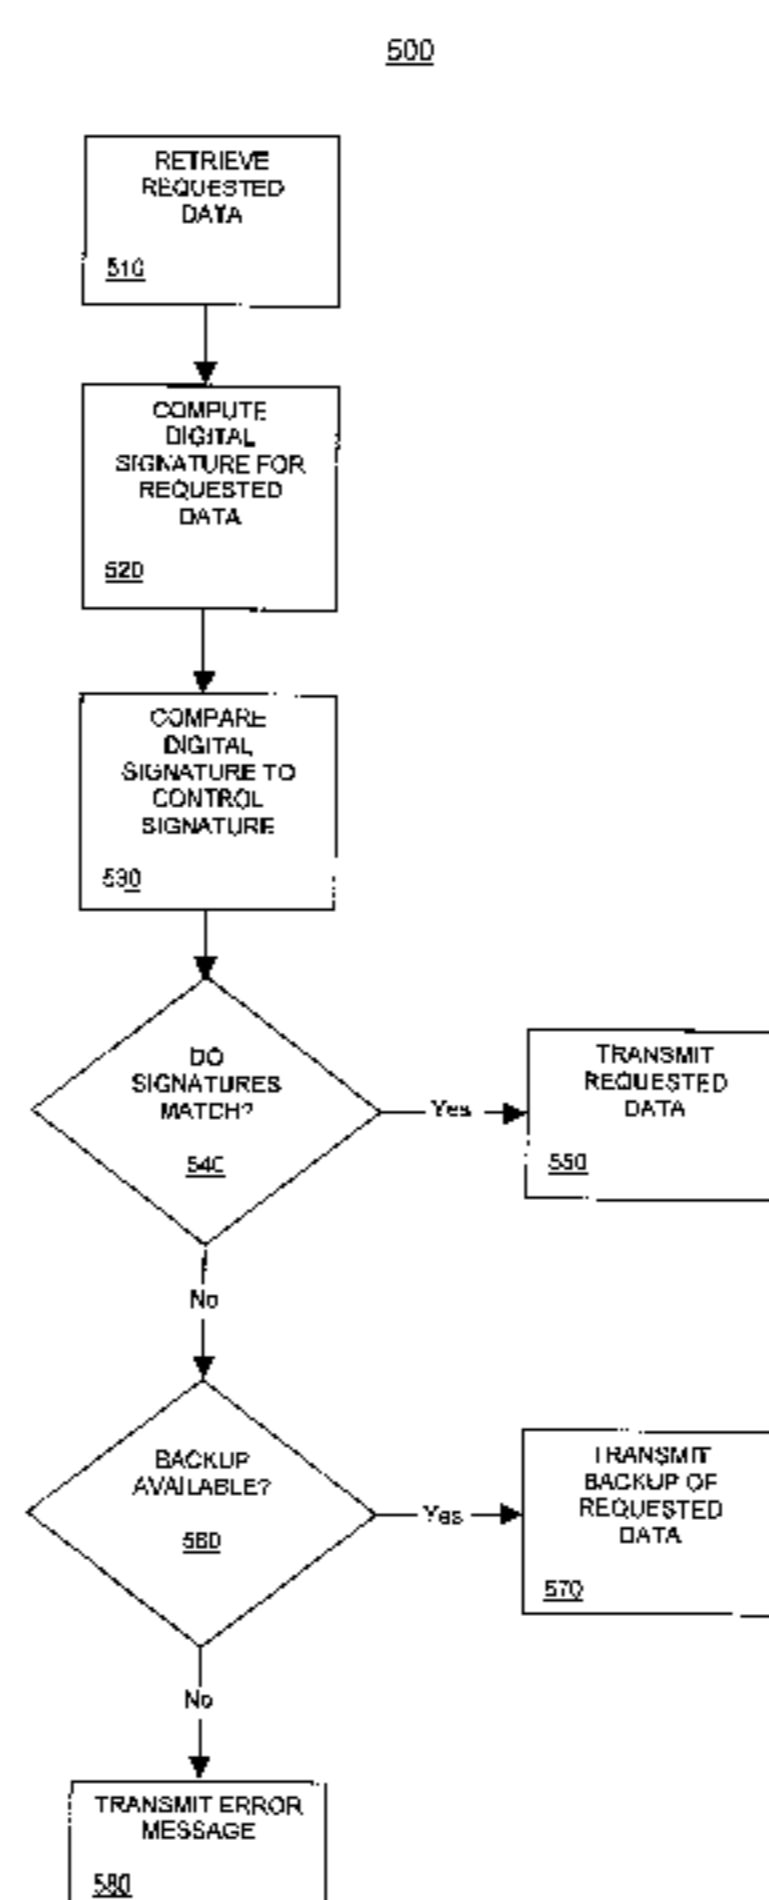 500
RETRIEVE
REQUESTED
DATA
510
COMPUTE
DIGITAL
SIGNATURE FOR
REQUESTED
DATA
520
COMPARE
DIGITAL
SIGNATURE TO
CONTROL
SIGNATURE
530
DO
SIGNATURES
MATCH?
540
Yes
TRANSMIT
REQUESTED
DATA
550
No
BACKUP
AVAILABLE?
560
Yes
TRANSMIT
BACKUP OF
REQUESTED
DATA
570
No
TRANSMIT ERROR
MESSAGE
580